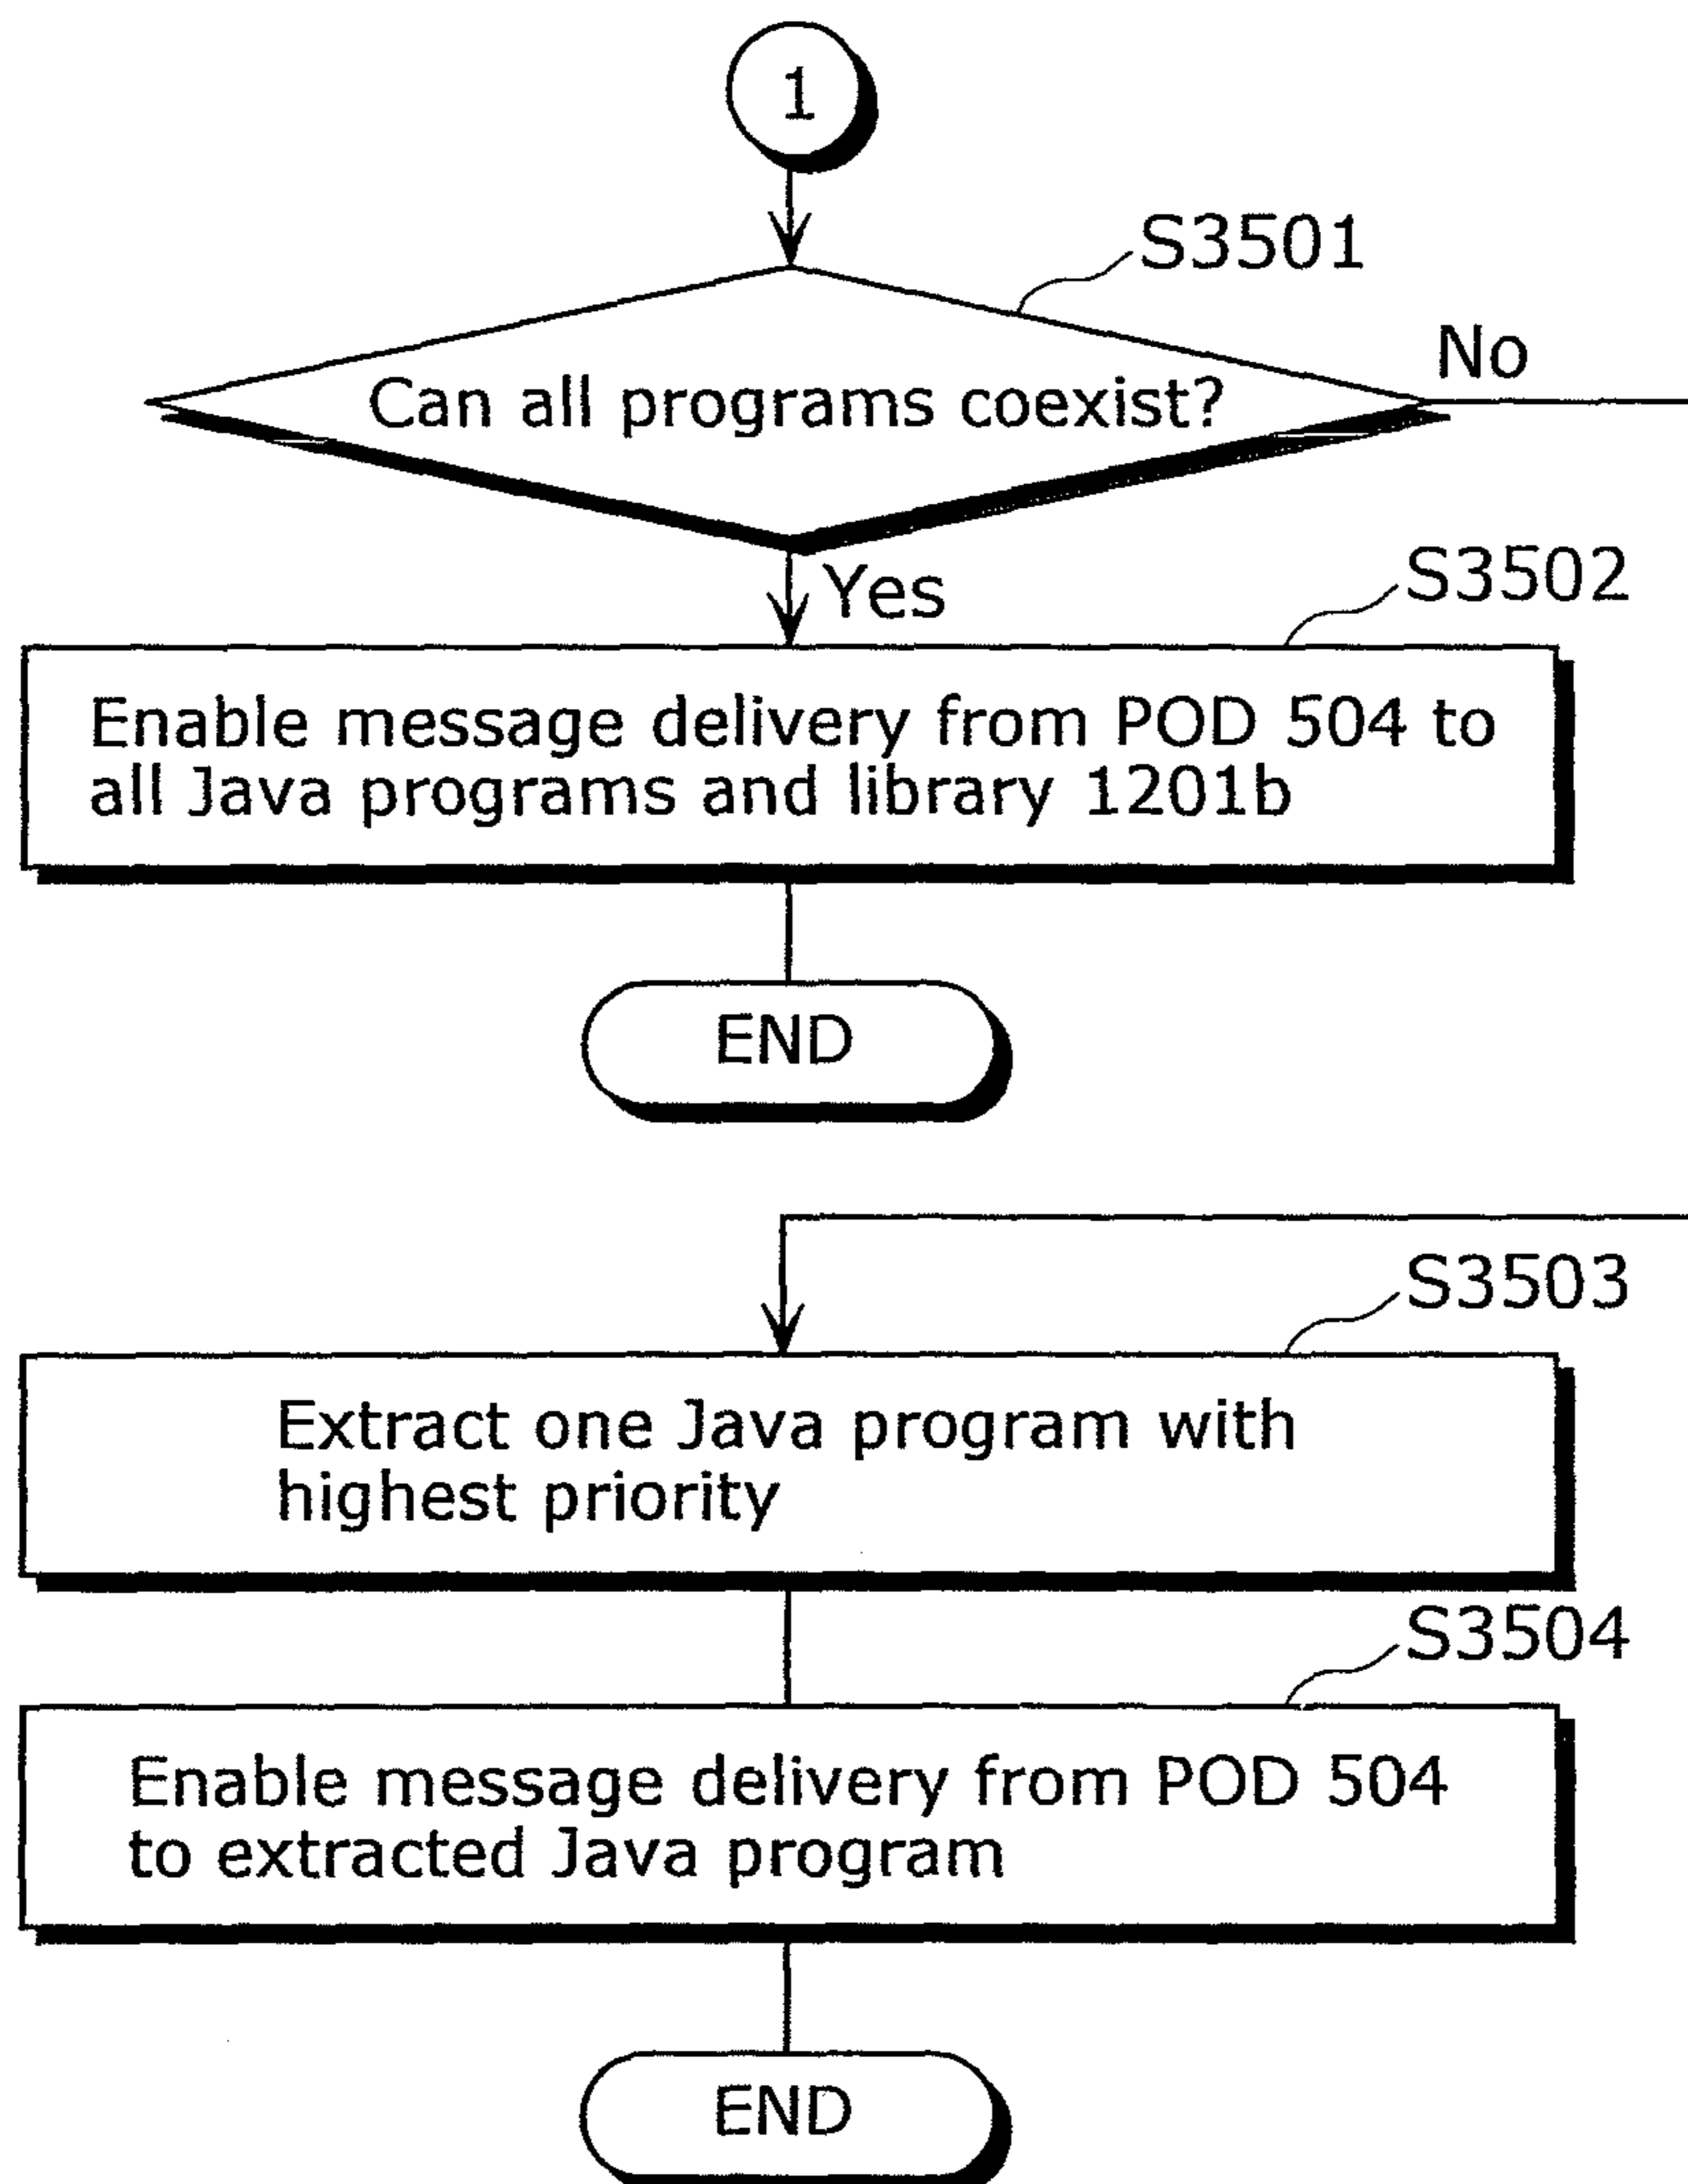 1
S3501
No
Can all programs coexist?
Yes
S3502
Enable message delivery from POD 504 to
all Java programs and library 1201b
END
S3503
Extract one Java program with
highest priority
S3504
Enable message delivery from POD 504
to extracted Java program
END